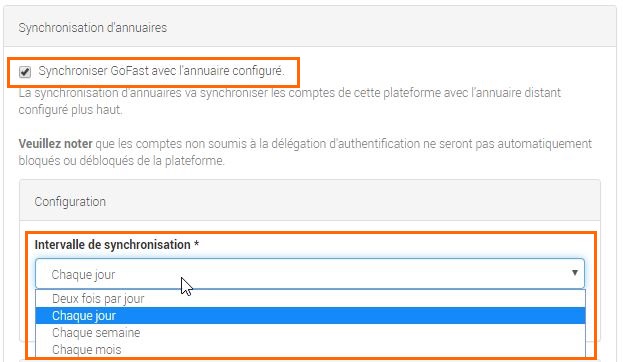 Synchronisation d'annuaires
Synchroniser GoFast avec l'annuaire configuré.
La synchronisation d'annuaires va synchroniser les comptes de cette plateforme avec l'annuaire distant
configuré plus haut.
Veuillez noter que les comptes non soumis à la délégation d'authentification ne seront pas automatiquement
bloqués ou débloqués de la plateforme.
Configuration
Intervalle de synchronisation *
Chaque jour
Deux fois par jour
Chaque jour
Chaque semaine
Chaque mois